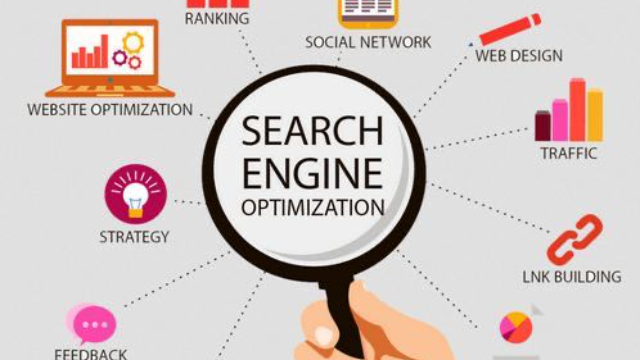 RANKING
SOCIAL NETWORK
WEB DESIGN
WEBSITE OPTIMIZATION
SEARCH
ENGINE
OPTIMIZATION
TRAFFIC
STRATEGY
LNK BUILDING
FEEDBACK